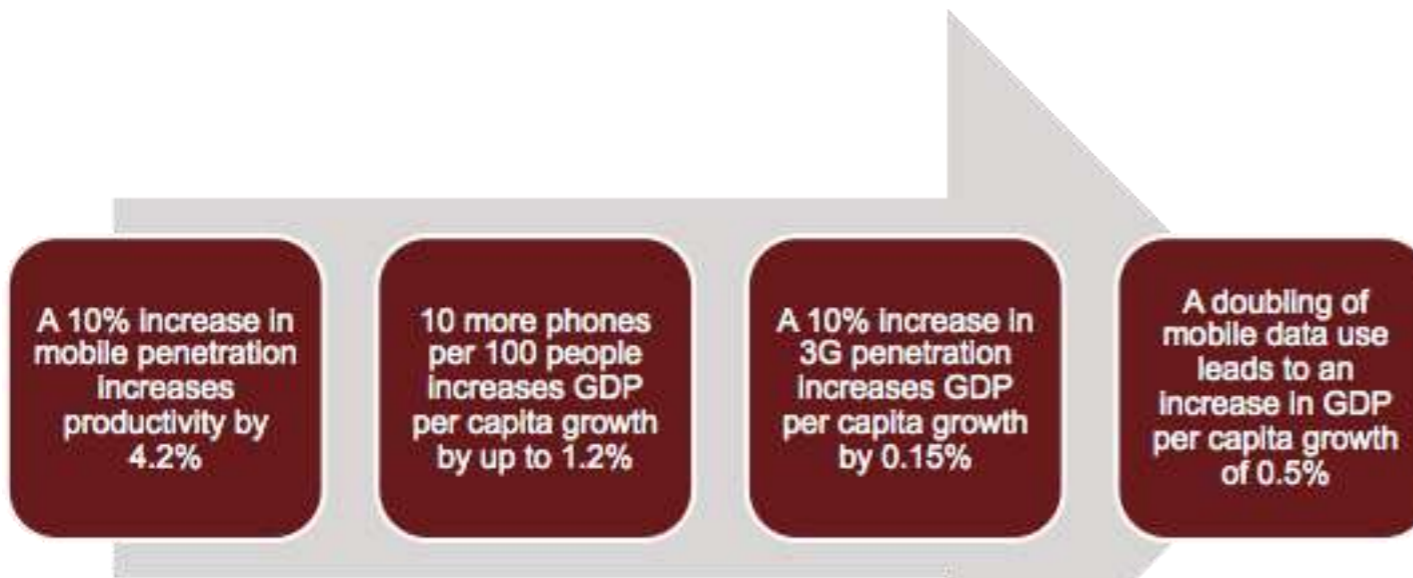 A 10% increase in
mobile penetration
increases
productivity by
4.2%
10 more phones
per 100 people
increases GDP
per capita growth
by up to 1.2%
A 10% increase in
3G penetration
increases GDP
per capita growth
by 0.15%
A doubling of
mobile data use
leads to an
increase in GDP
per capita growth
of 0.5%